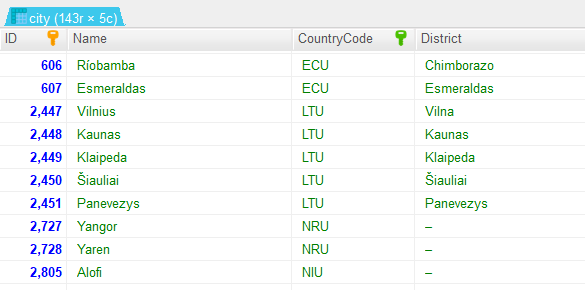 city (143r × 5c)
ID Name CountryCode District
606 Ríobamba ECU Chimborazo
607 Esmeraldas ECU Esmeraldas
2,447 Vilnius LTU Vilna
2,448 Kaunas LTU Kaunas
2,449 Klaipeda LTU Klaipeda
2,450 Šiauliai LTU Šiauliai
2,451 Panevezys LTU Panevezys
2,727 Yangor NRU –
2,728 Yaren NRU –
2,805 Alofi NIU –